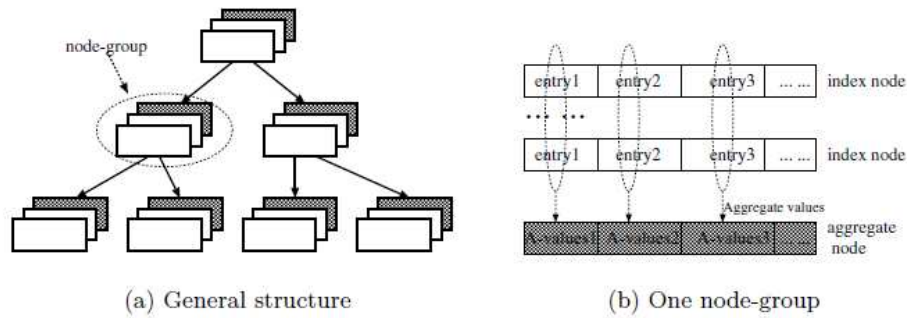 node-group
entry1 entry2 entry3 ... ... index node
... ...
entry1 entry2 entry3 ... ... index node
Aggregate values
A-values1 A-values2 A-values3 ... ... aggregate node
(a) General structure
(b) One node-group